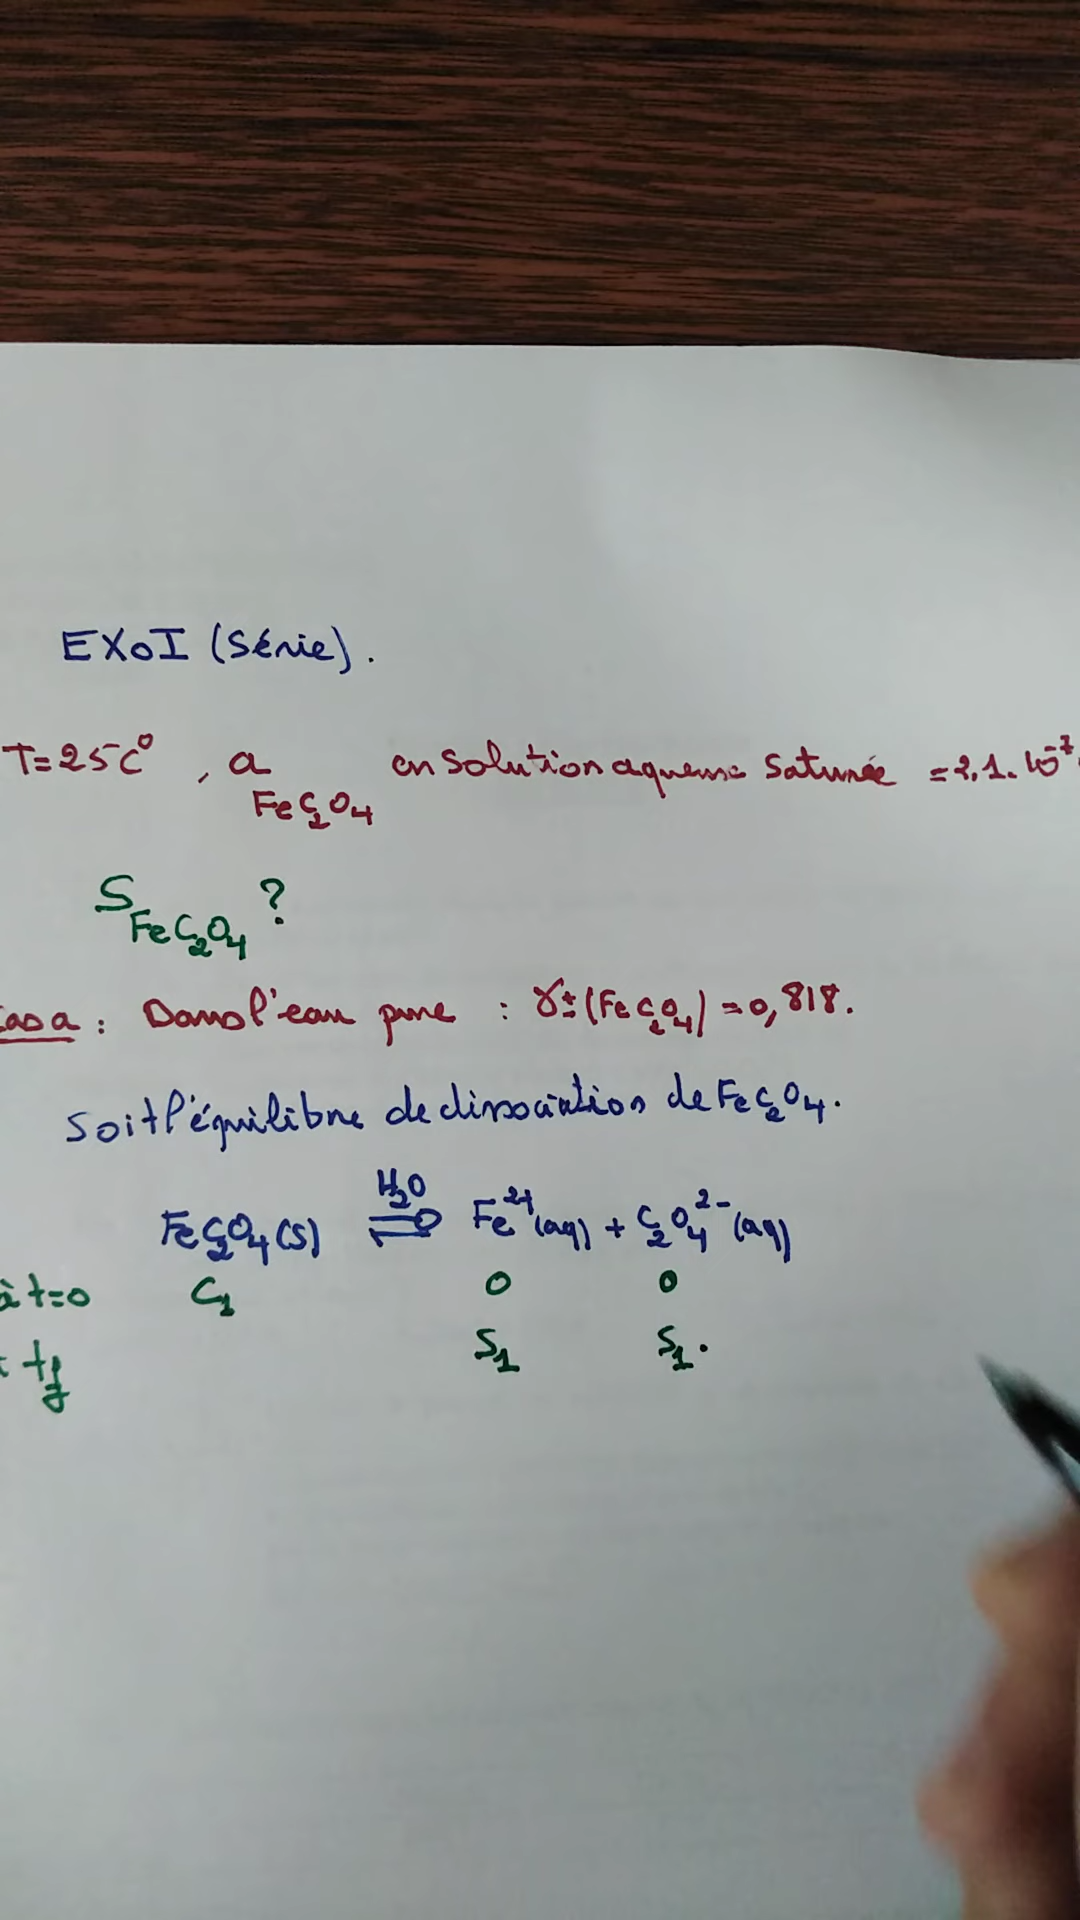 EXOI (Série).
T=25C° , a FeC₂O₄ en solution aqueuse saturée = 2,1.10⁻⁷
S FeC₂O₄ ?
Cas a : Dans l'eau pure : γ± (FeC₂O₄) = 0,818.
Soit l'équilibre de dissociation de FeC₂O₄.
H₂O
FeC₂O₄(s) ⇌ Fe²⁺(aq) + C₂O₄²⁻(aq)
à t=0 C₁ 0 0
tf S₁ S₁.